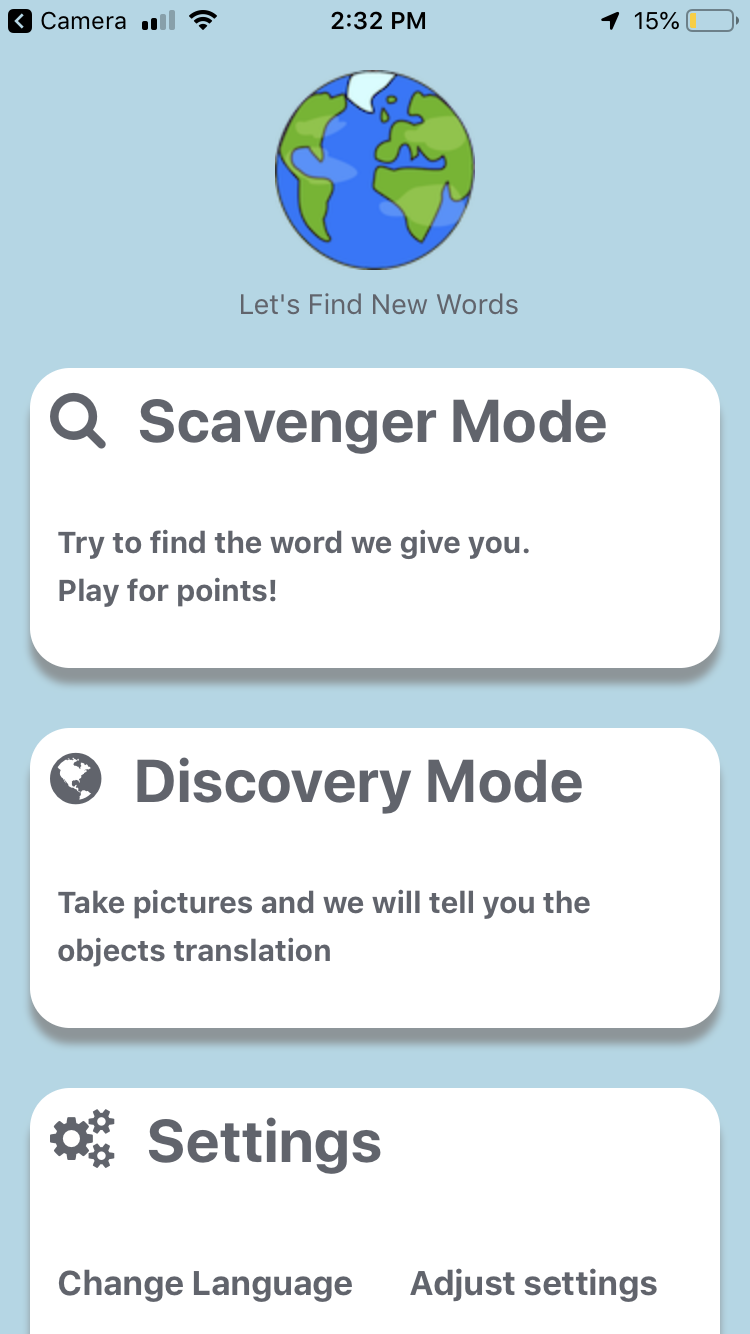 Camera 2:32 PM 15%
Let's Find New Words
Scavenger Mode
Try to find the word we give you.
Play for points!
Discovery Mode
Take pictures and we will tell you the
objects translation
Settings
Change Language Adjust settings